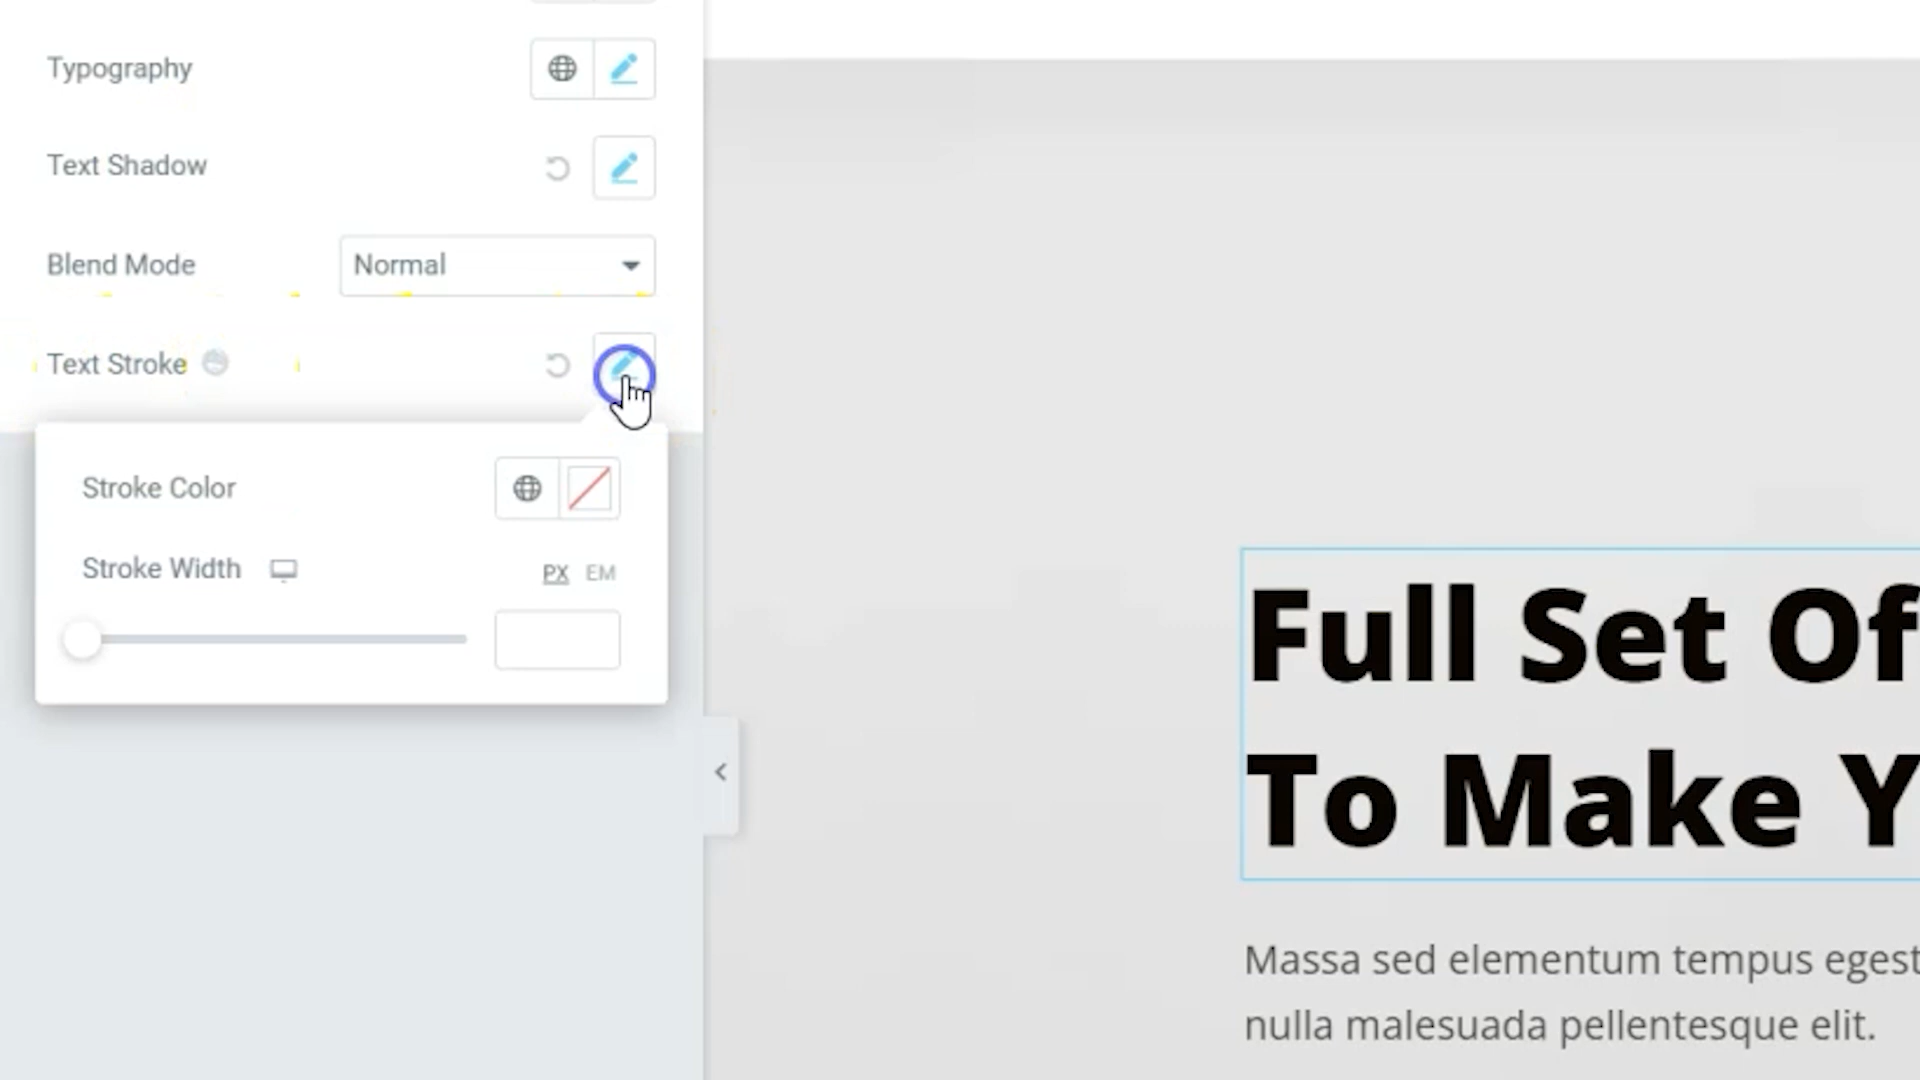 Typography
Text Shadow
Blend Mode Normal
Text Stroke
Stroke Color
Stroke Width PX EM
Full Set Of
To Make Y
Massa sed elementum tempus egest
nulla malesuada pellentesque elit.